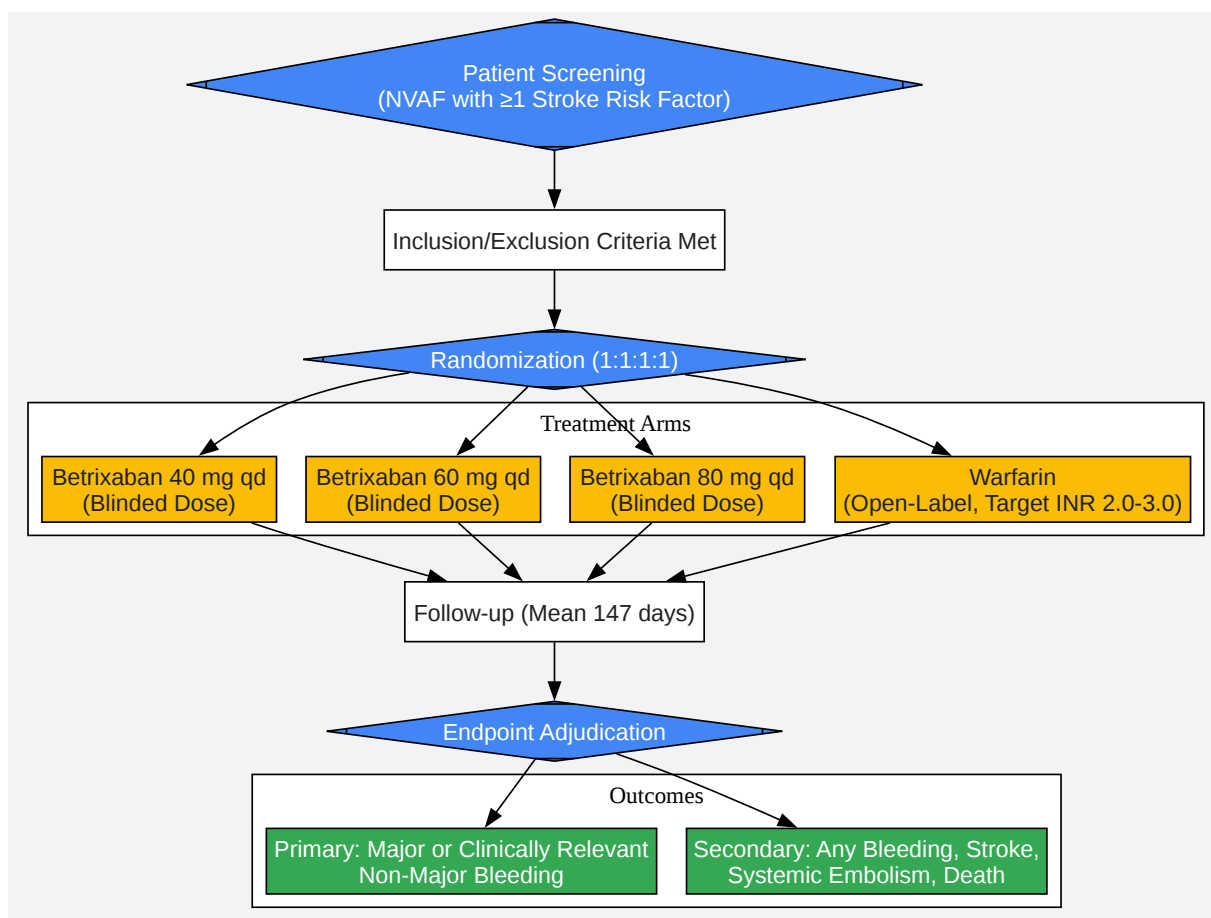 Patient Screening
(NVAF with ≥1 Stroke Risk Factor)
Inclusion/Exclusion Criteria Met
Randomization (1:1:1:1)
Treatment Arms
Betrixaban 40 mg qd
(Blinded Dose)
Betrixaban 60 mg qd
(Blinded Dose)
Betrixaban 80 mg qd
(Blinded Dose)
Warfarin
(Open-Label, Target INR 2.0-3.0)
Follow-up (Mean 147 days)
Endpoint Adjudication
Outcomes
Primary: Major or Clinically Relevant
Non-Major Bleeding
Secondary: Any Bleeding, Stroke,
Systemic Embolism, Death